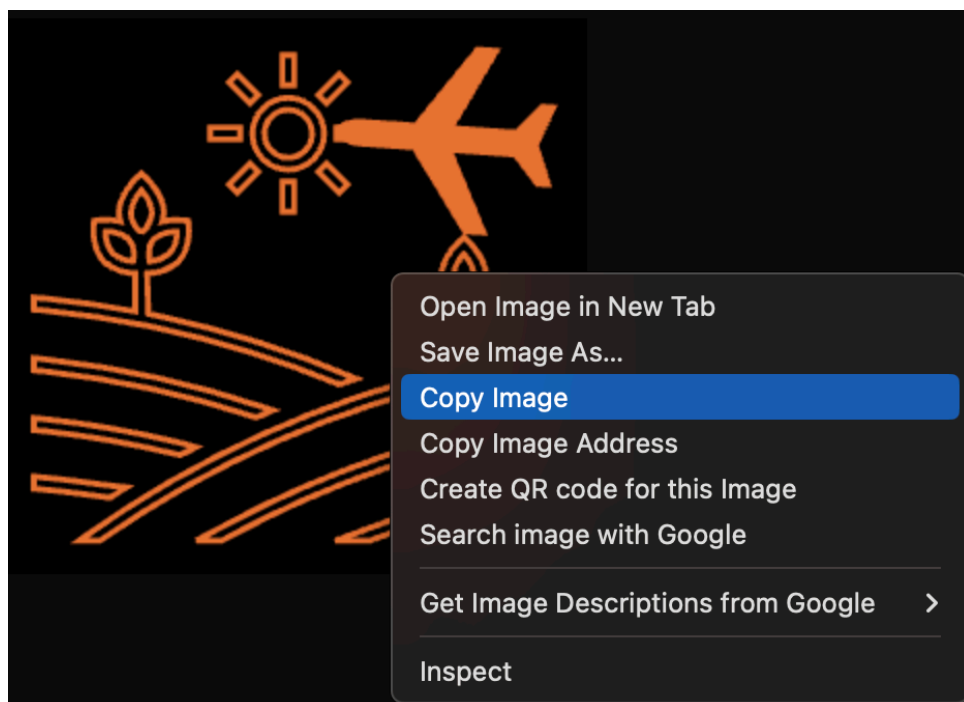 Open Image in New Tab
Save Image As...
Copy Image
Copy Image Address
Create QR code for this Image
Search image with Google
Get Image Descriptions from Google
Inspect